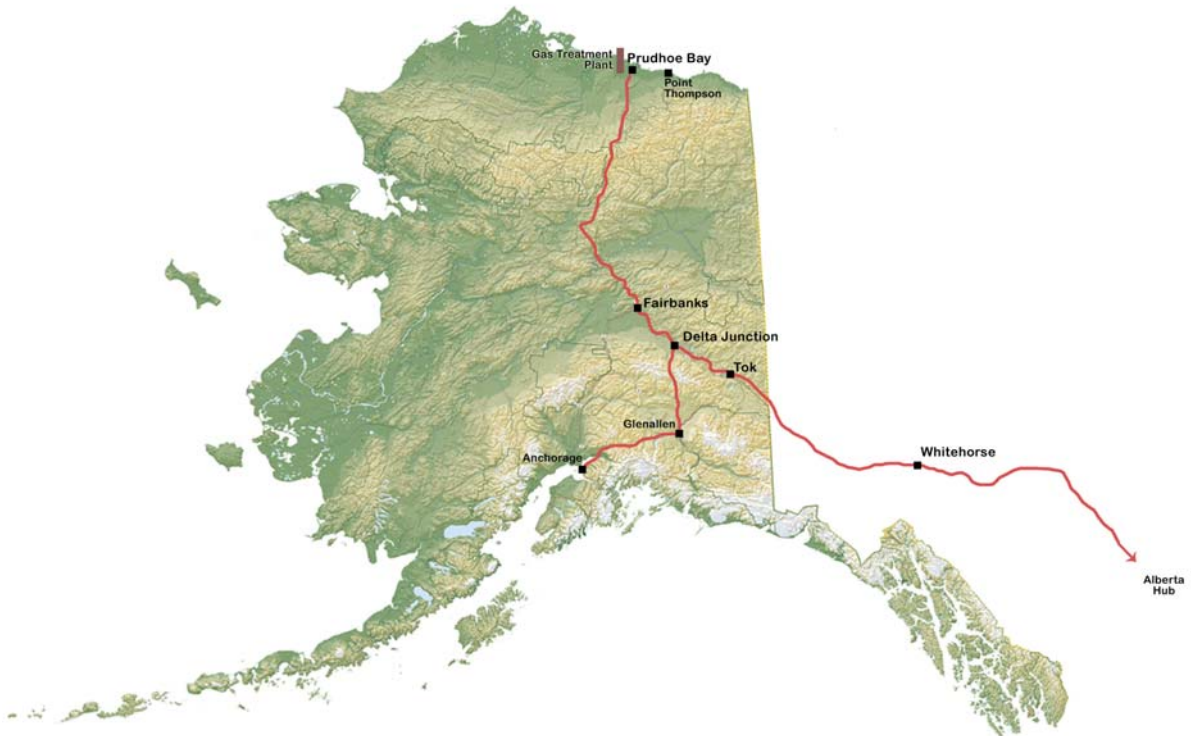 Gas Treatment
Plant
Prudhoe Bay
Point
Thompson
Fairbanks
Delta Junction
Tok
Glenallen
Anchorage
Whitehorse
Alberta
Hub